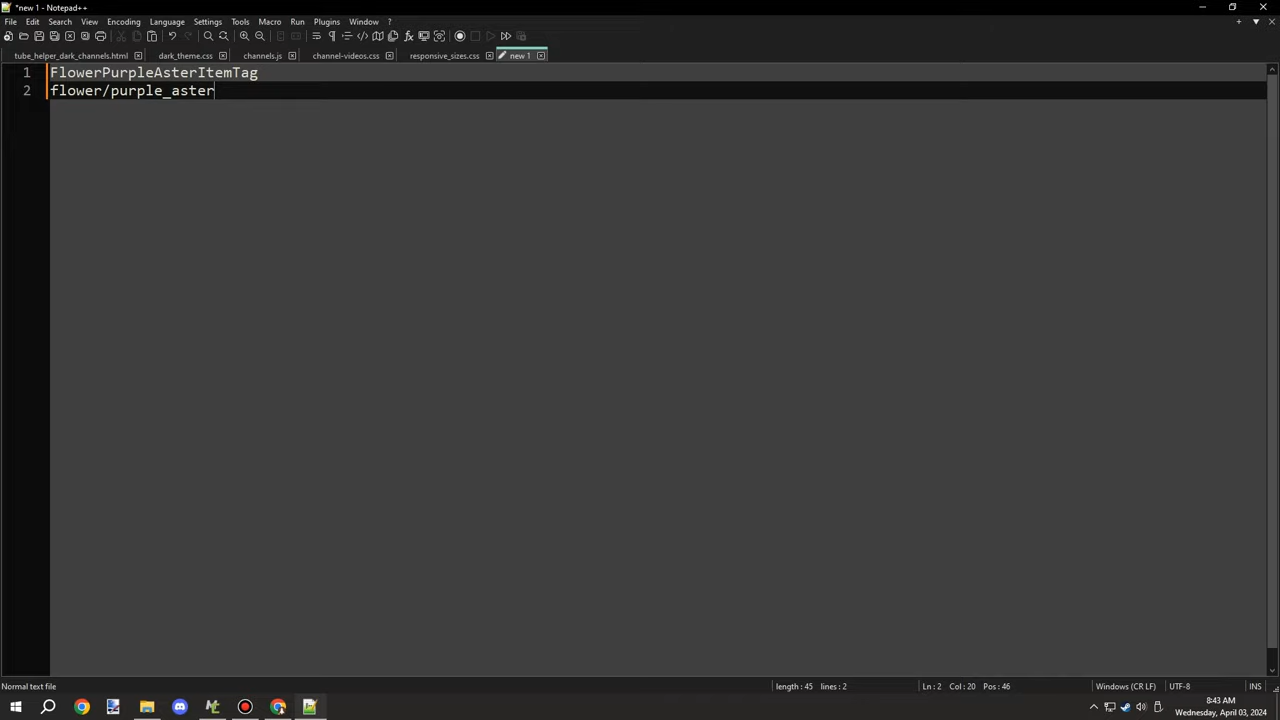 *new 1 - Notepad++
File Edit Search View Encoding Language Settings Tools Macro Run Plugins Window ?
tube_helper_dark_channels.html dark_theme.css channels.js channel-videos.css responsive_sizes.css new 1
1 FlowerPurpleAsterItemTag
2 flower/purple_aster
Normal text file length : 45 lines : 2 Ln : 2 Col : 20 Pos : 46 Windows (CR LF) UTF-8 INS
8:43 AM
Wednesday, April 03, 2024